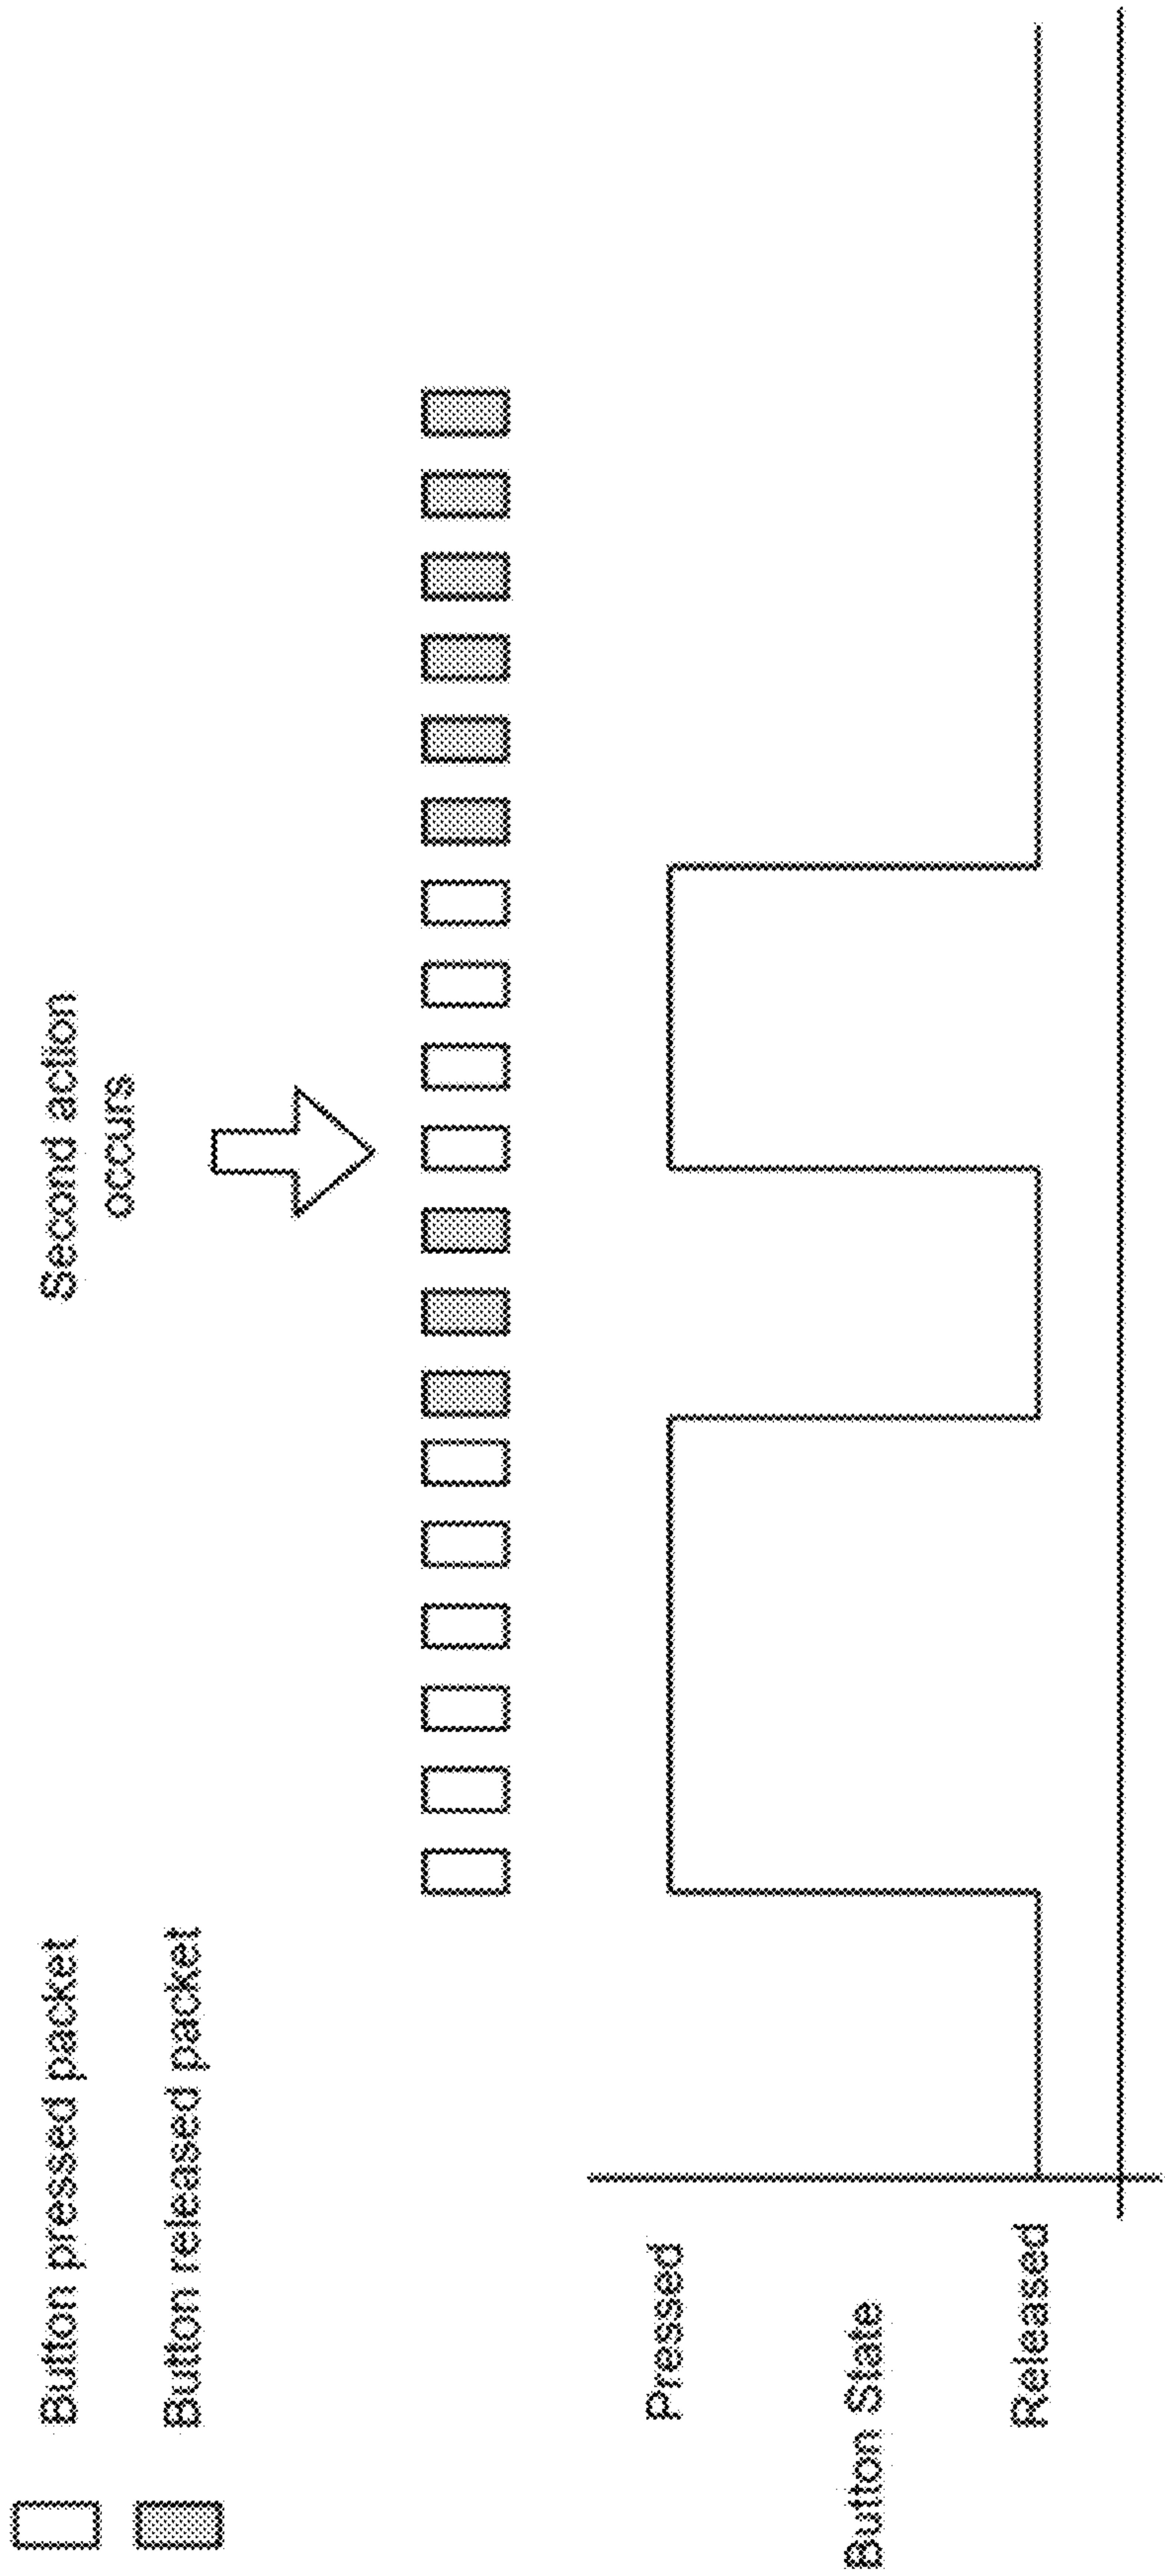 Button pressed packet
Button released packet
Second action
occurs
Pressed
Button State
Released